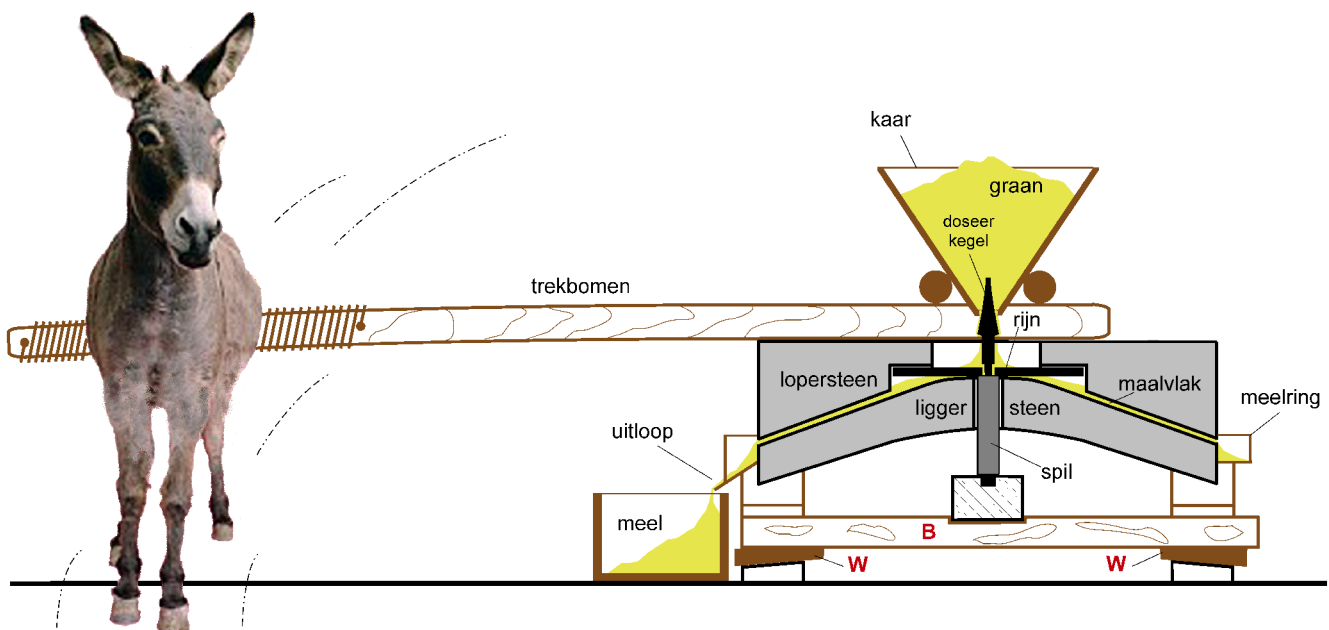 kaar
graan
doseer
kegel
trekbomen
rijn
lopersteen
maalvlak
meelring
ligger
steen
uitloop
spil
meel
B
W
W